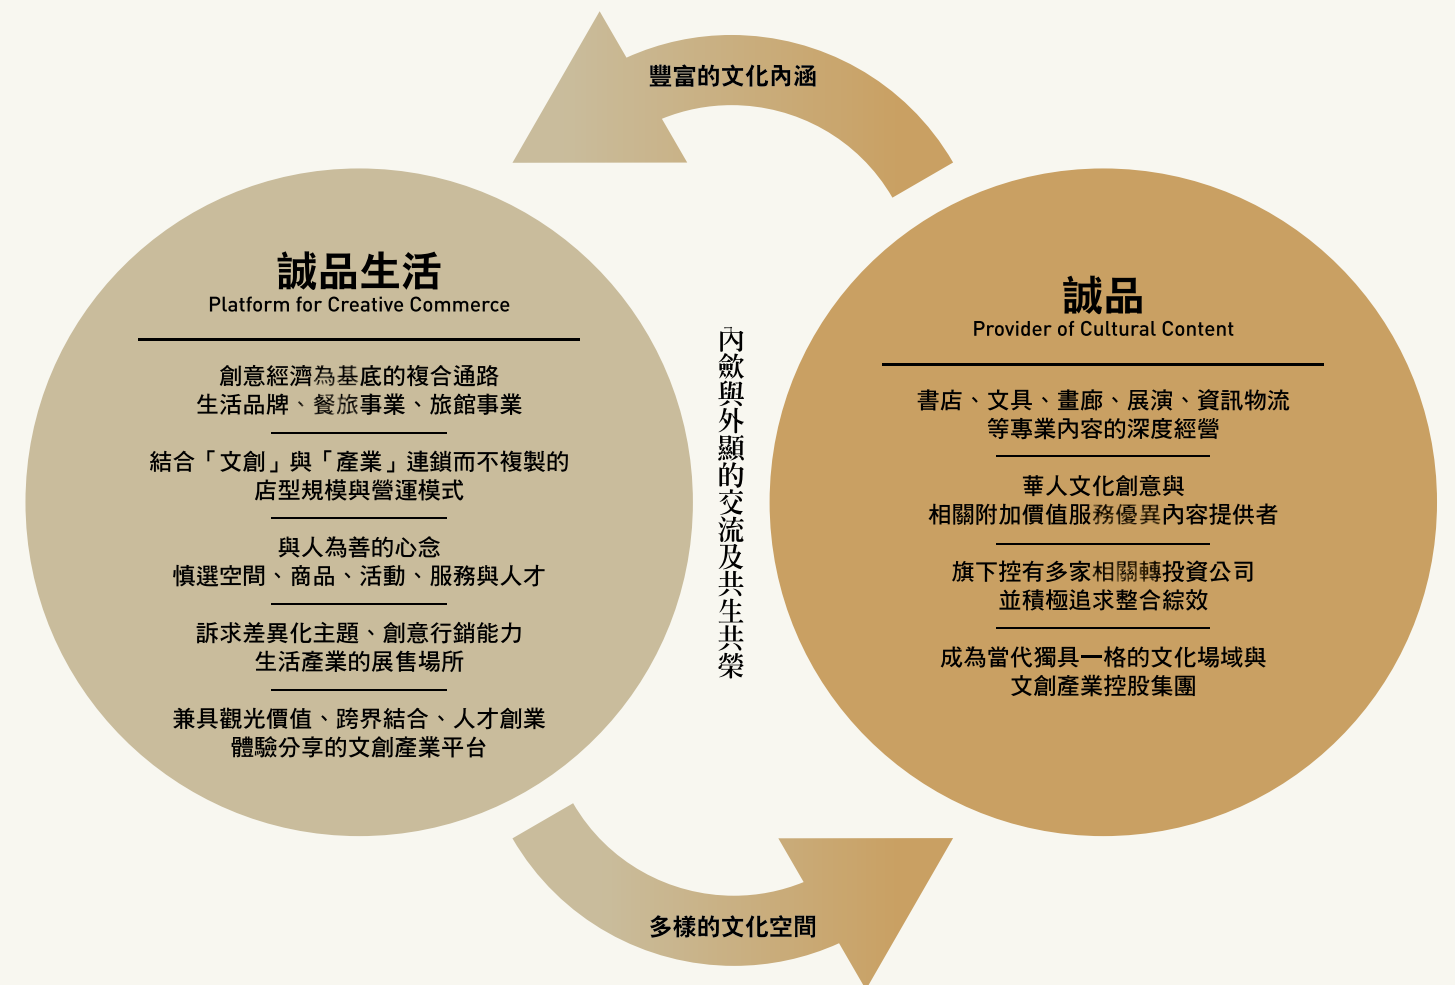 豐富的文化內涵
誠品生活
Platform for Creative Commerce
創意經濟為基底的複合通路
生活品牌、餐旅事業、旅館事業
結合「文創」與「產業」連鎖而不複製的
店型規模與營運模式
與人為善的心念
慎選空間、商品、活動、服務與人才
訴求差異化主題、創意行銷能力
生活產業的展售場所
兼具觀光價值、跨界結合、人才創業
體驗分享的文創產業平台
內斂與外顯的交流及共生共榮
誠品
Provider of Cultural Content
書店、文具、畫廊、展演、資訊物流
等專業內容的深度經營
華人文化創意與
相關附加價值服務優異內容提供者
旗下控有多家相關轉投資公司
並積極追求整合綜效
成為當代獨具一格的文化場域與
文創產業控股集團
多樣的文化空間